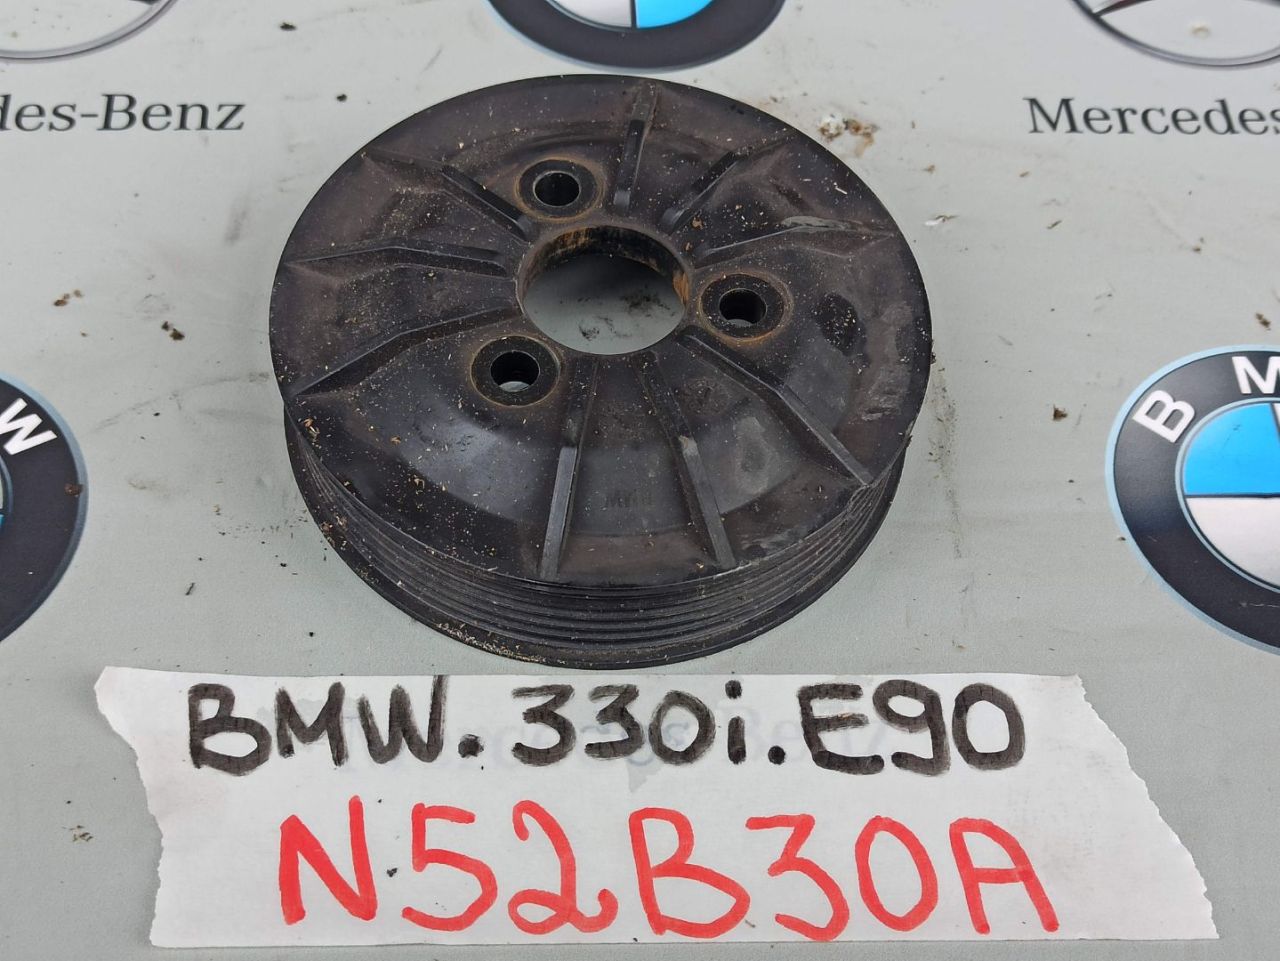 des-Benz
Mercedes
W
B M
BMW.330i.E90
N52B30A